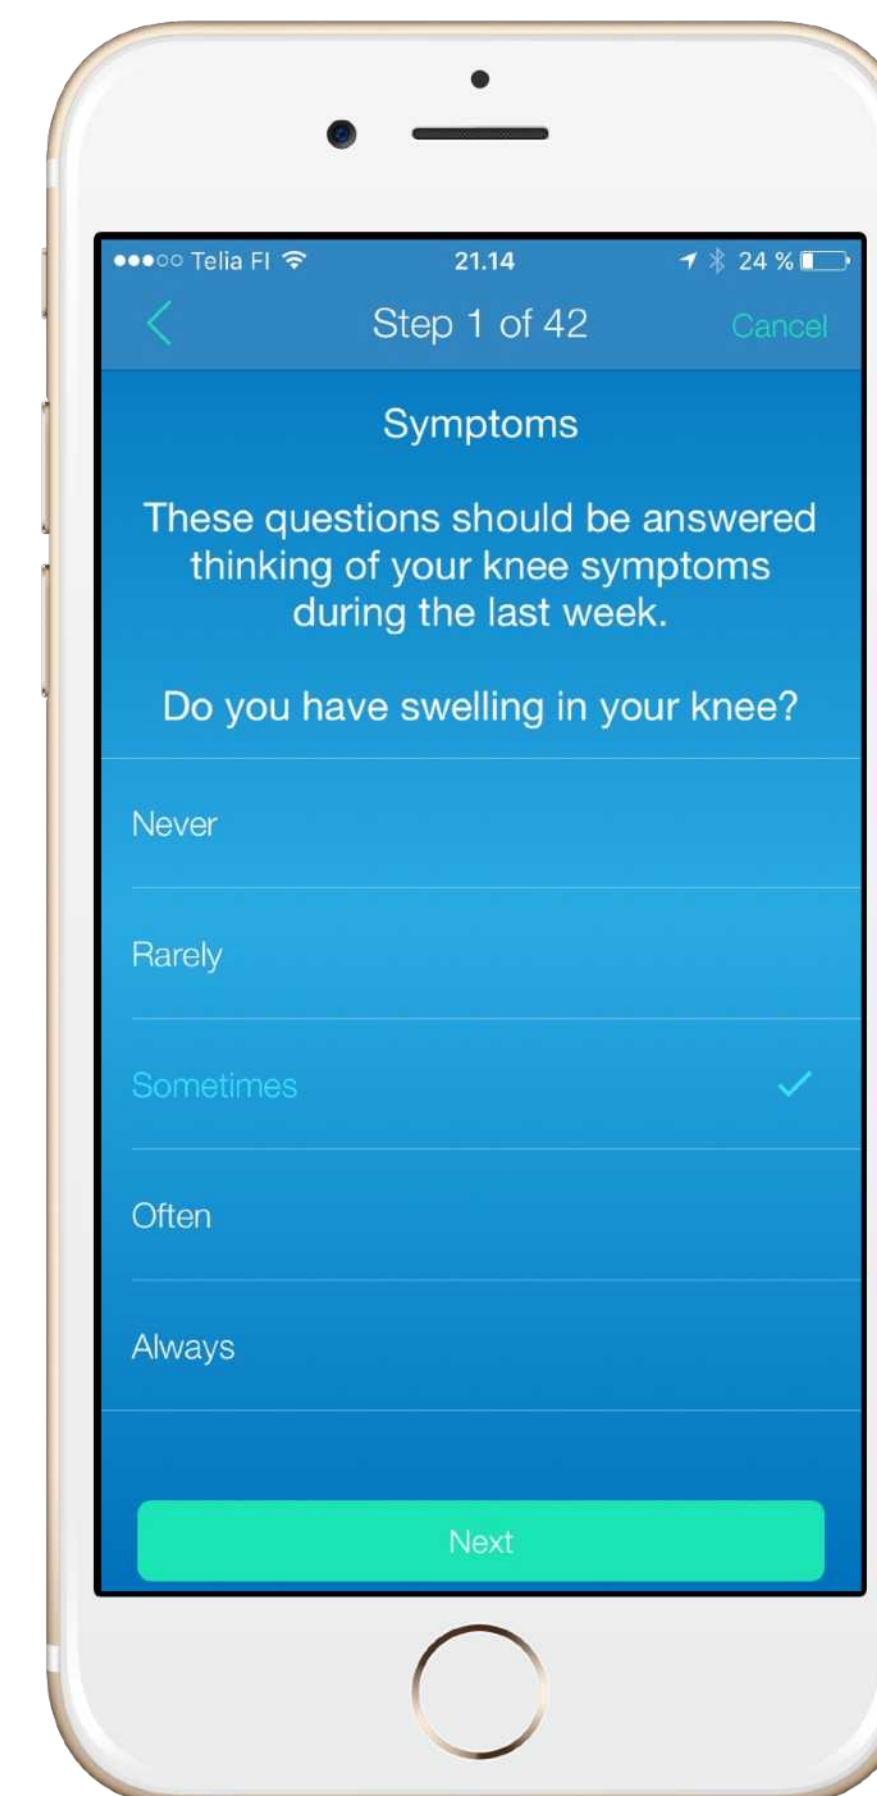 Telia FI 21.14 24 %
Step 1 of 42 Cancel
Symptoms
These questions should be answered
thinking of your knee symptoms
during the last week.
Do you have swelling in your knee?
Never
Rarely
Sometimes
Often
Always
Next